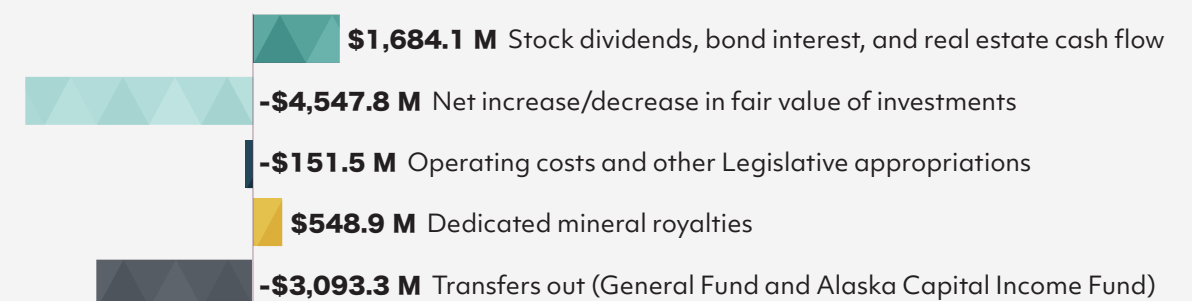 $1,684.1 M Stock dividends, bond interest, and real estate cash flow
-$4,547.8 M Net increase/decrease in fair value of investments
-$151.5 M Operating costs and other Legislative appropriations
$548.9 M Dedicated mineral royalties
-$3,093.3 M Transfers out (General Fund and Alaska Capital Income Fund)